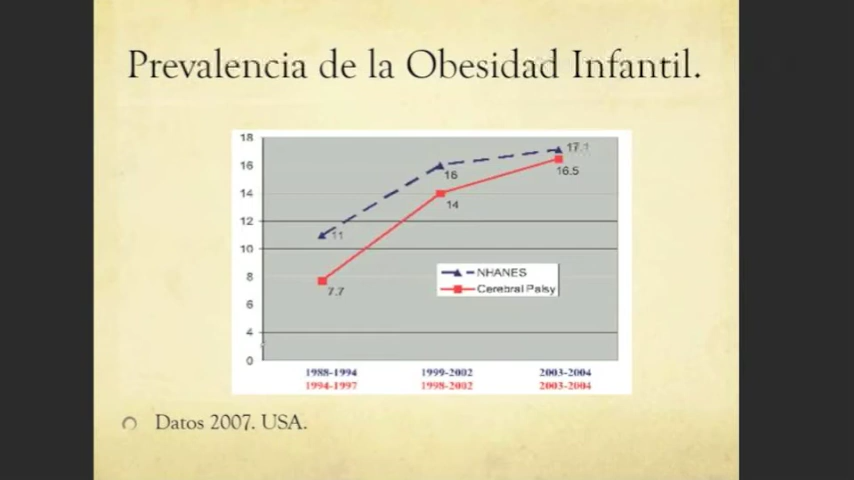 Prevalencia de la Obesidad Infantil.
18
16
14
12
10
8
6
4
0
11
16
17.1
7.7
14
16.5
NHANES
Cerebral Palsy
1988-1994 1999-2002 2003-2004
1994-1997 1998-2002 2003-2004
Datos 2007. USA.